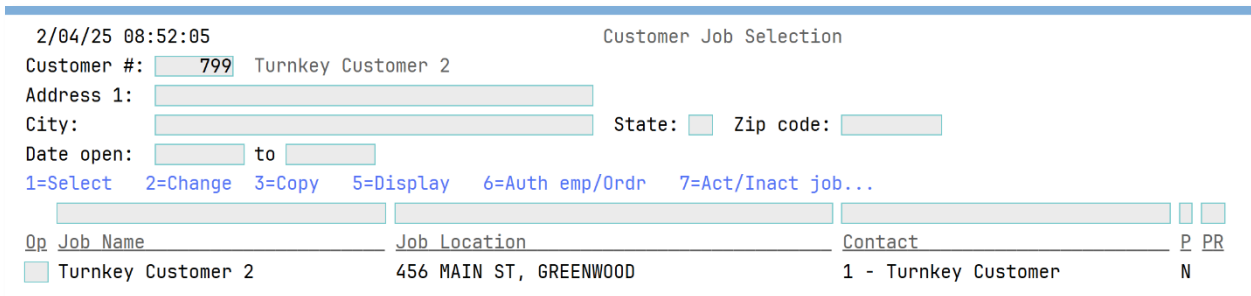 2/04/25 08:52:05 Customer Job Selection
Customer #: 799 Turnkey Customer 2
Address 1:
City: State: Zip code:
Date open: to
1=Select 2=Change 3=Copy 5=Display 6=Auth emp/Ordr 7=Act/Inact job...
Op Job Name Job Location Contact P PR
Turnkey Customer 2 456 MAIN ST, GREENWOOD 1 - Turnkey Customer N